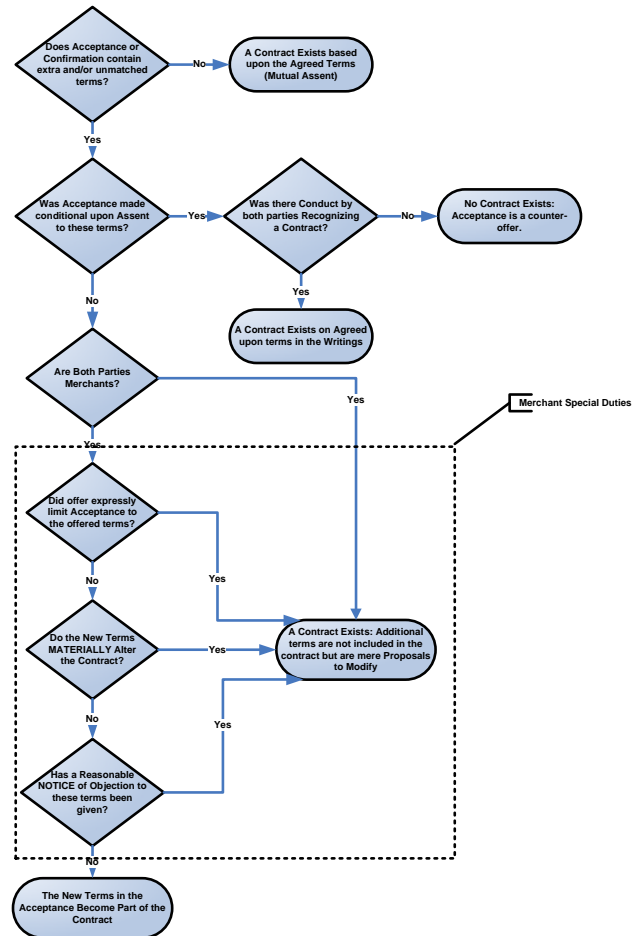 Does Acceptance or
Confirmation contain
extra and/or unmatched
terms?
No
A Contract Exists based
upon the Agreed Terms
(Mutual Assent)
Yes
Was Acceptance made
conditional upon Assent
to these terms?
Yes
Was there Conduct by
both parties Recognizing
a Contract?
No
No Contract Exists:
Acceptance is a counter-
offer.
Yes
No
A Contract Exists on Agreed
upon terms in the Writings
Are Both Parties
Merchants?
Yes
Merchant Special Duties
Yes
Did offer expressly
limit Acceptance to
the offered terms?
Yes
No
Do the New Terms
MATERIALLY Alter
the Contract?
Yes
A Contract Exists: Additional
terms are not included in the
contract but are mere Proposals
to Modify
No
Yes
Has a Reasonable
NOTICE of Objection to
these terms been
given?
No
The New Terms in the
Acceptance Become Part of the
Contract